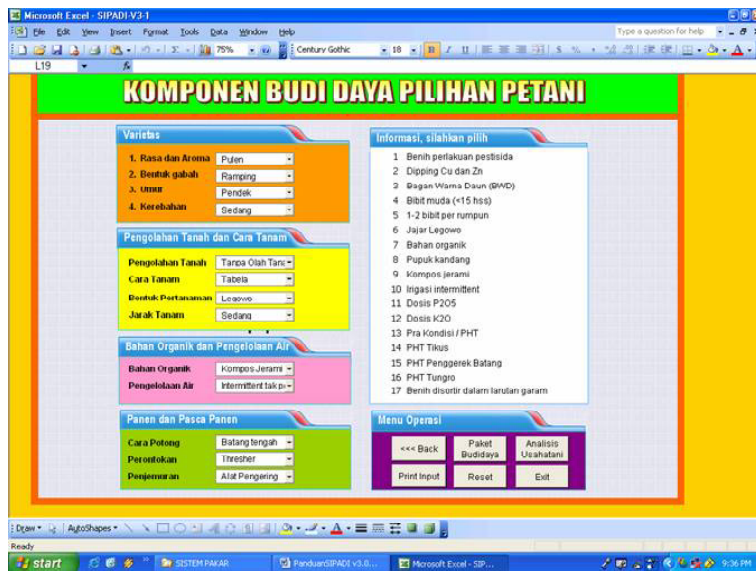 Microsoft Excel - SIPADI-V3-1
File Edit View Insert Format Tools Data Window Help
Type a question for help
75%
Century Gothic
18
B I U
L19
fx
KOMPONEN BUDI DAYA PILIHAN PETANI
Varietas
1. Rasa dan Aroma Pulen
2. Bentuk gabah Ramping
3. Umur Pendek
4. Kerebahan Sedang
Pengolahan Tanah dan Cara Tanam
Pengolahan Tanah Tanpa Olah Tana
Cara Tanam Tabela
Bentuk Pertanaman Legowo
Jarak Tanam Sedang
Bahan Organik dan Pengelolaan Air
Bahan Organik Kompos Jerami
Pengelolaan Air Intermittent tak p
Panen dan Pasca Panen
Cara Potong Batang tengah
Perontokan Thresher
Penjemuran Alat Pengering
Informasi, silahkan pilih
1 Benih perlakuan pestisida
2 Dipping Cu dan Zn
3 Bagan Warna Daun (BWD)
4 Bibit muda (<15 hss)
5 1-2 bibit per rumpun
6 Jajar Legowo
7 Bahan organik
8 Pupuk kandang
9 Kompos jerami
10 Irigasi intermittent
11 Dosis P2O5
12 Dosis K2O
13 Pra Kondisi / PHT
14 PHT Tikus
15 PHT Penggerek Batang
16 PHT Tungro
17 Benih disortir dalam larutan garam
Menu Operasi
<<< Back Paket Budidaya Analisis Usahatani
Print Input Reset Exit
Draw AutoShapes
Ready
start
SISTEM PAKAR
PanduanSIPADI v3.0...
Microsoft Excel - SIP...
9:36 PM